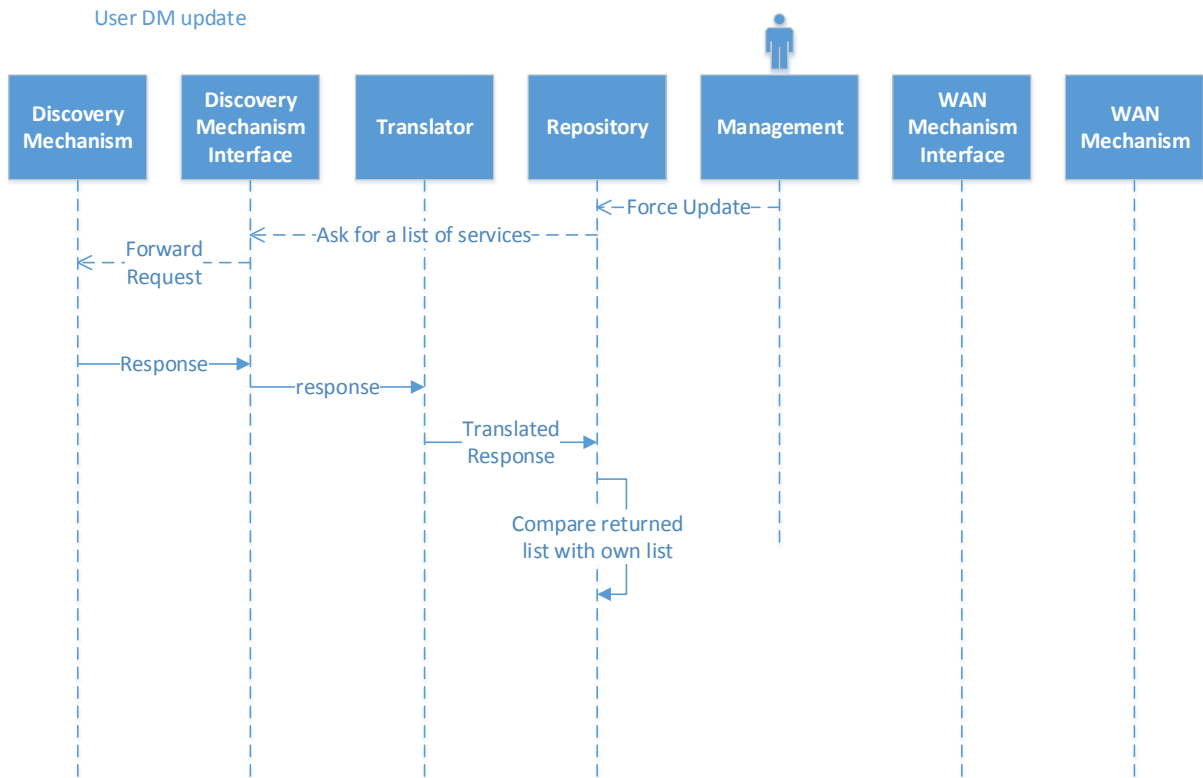 User DM update
Discovery
Mechanism
Discovery
Mechanism
Interface
Translator
Repository
Management
WAN
Mechanism
Interface
WAN
Mechanism
Force Update
Ask for a list of services
Forward
Request
Response
response
Translated
Response
Compare returned
list with own list